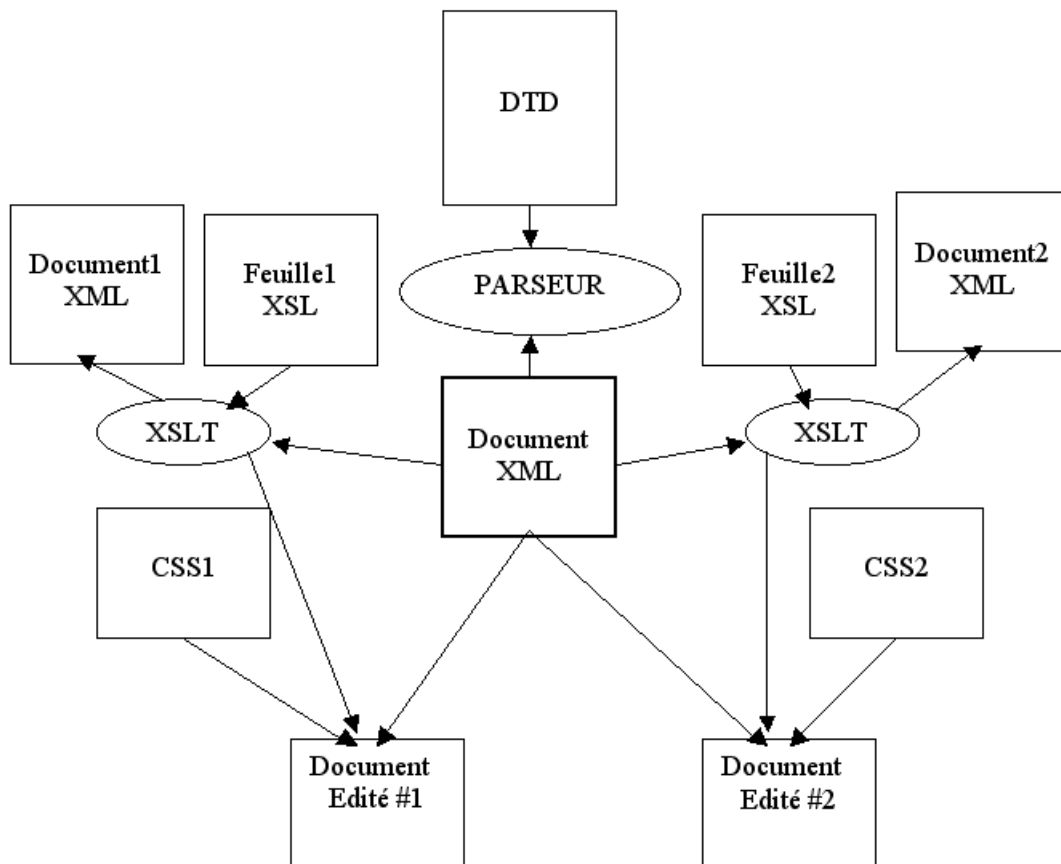 DTD
Document1
XML
Feuille1
XSL
PARSEUR
Feuille2
XSL
Document2
XML
XSLT
Document
XML
XSLT
CSS1
CSS2
Document
Edité #1
Document
Edité #2